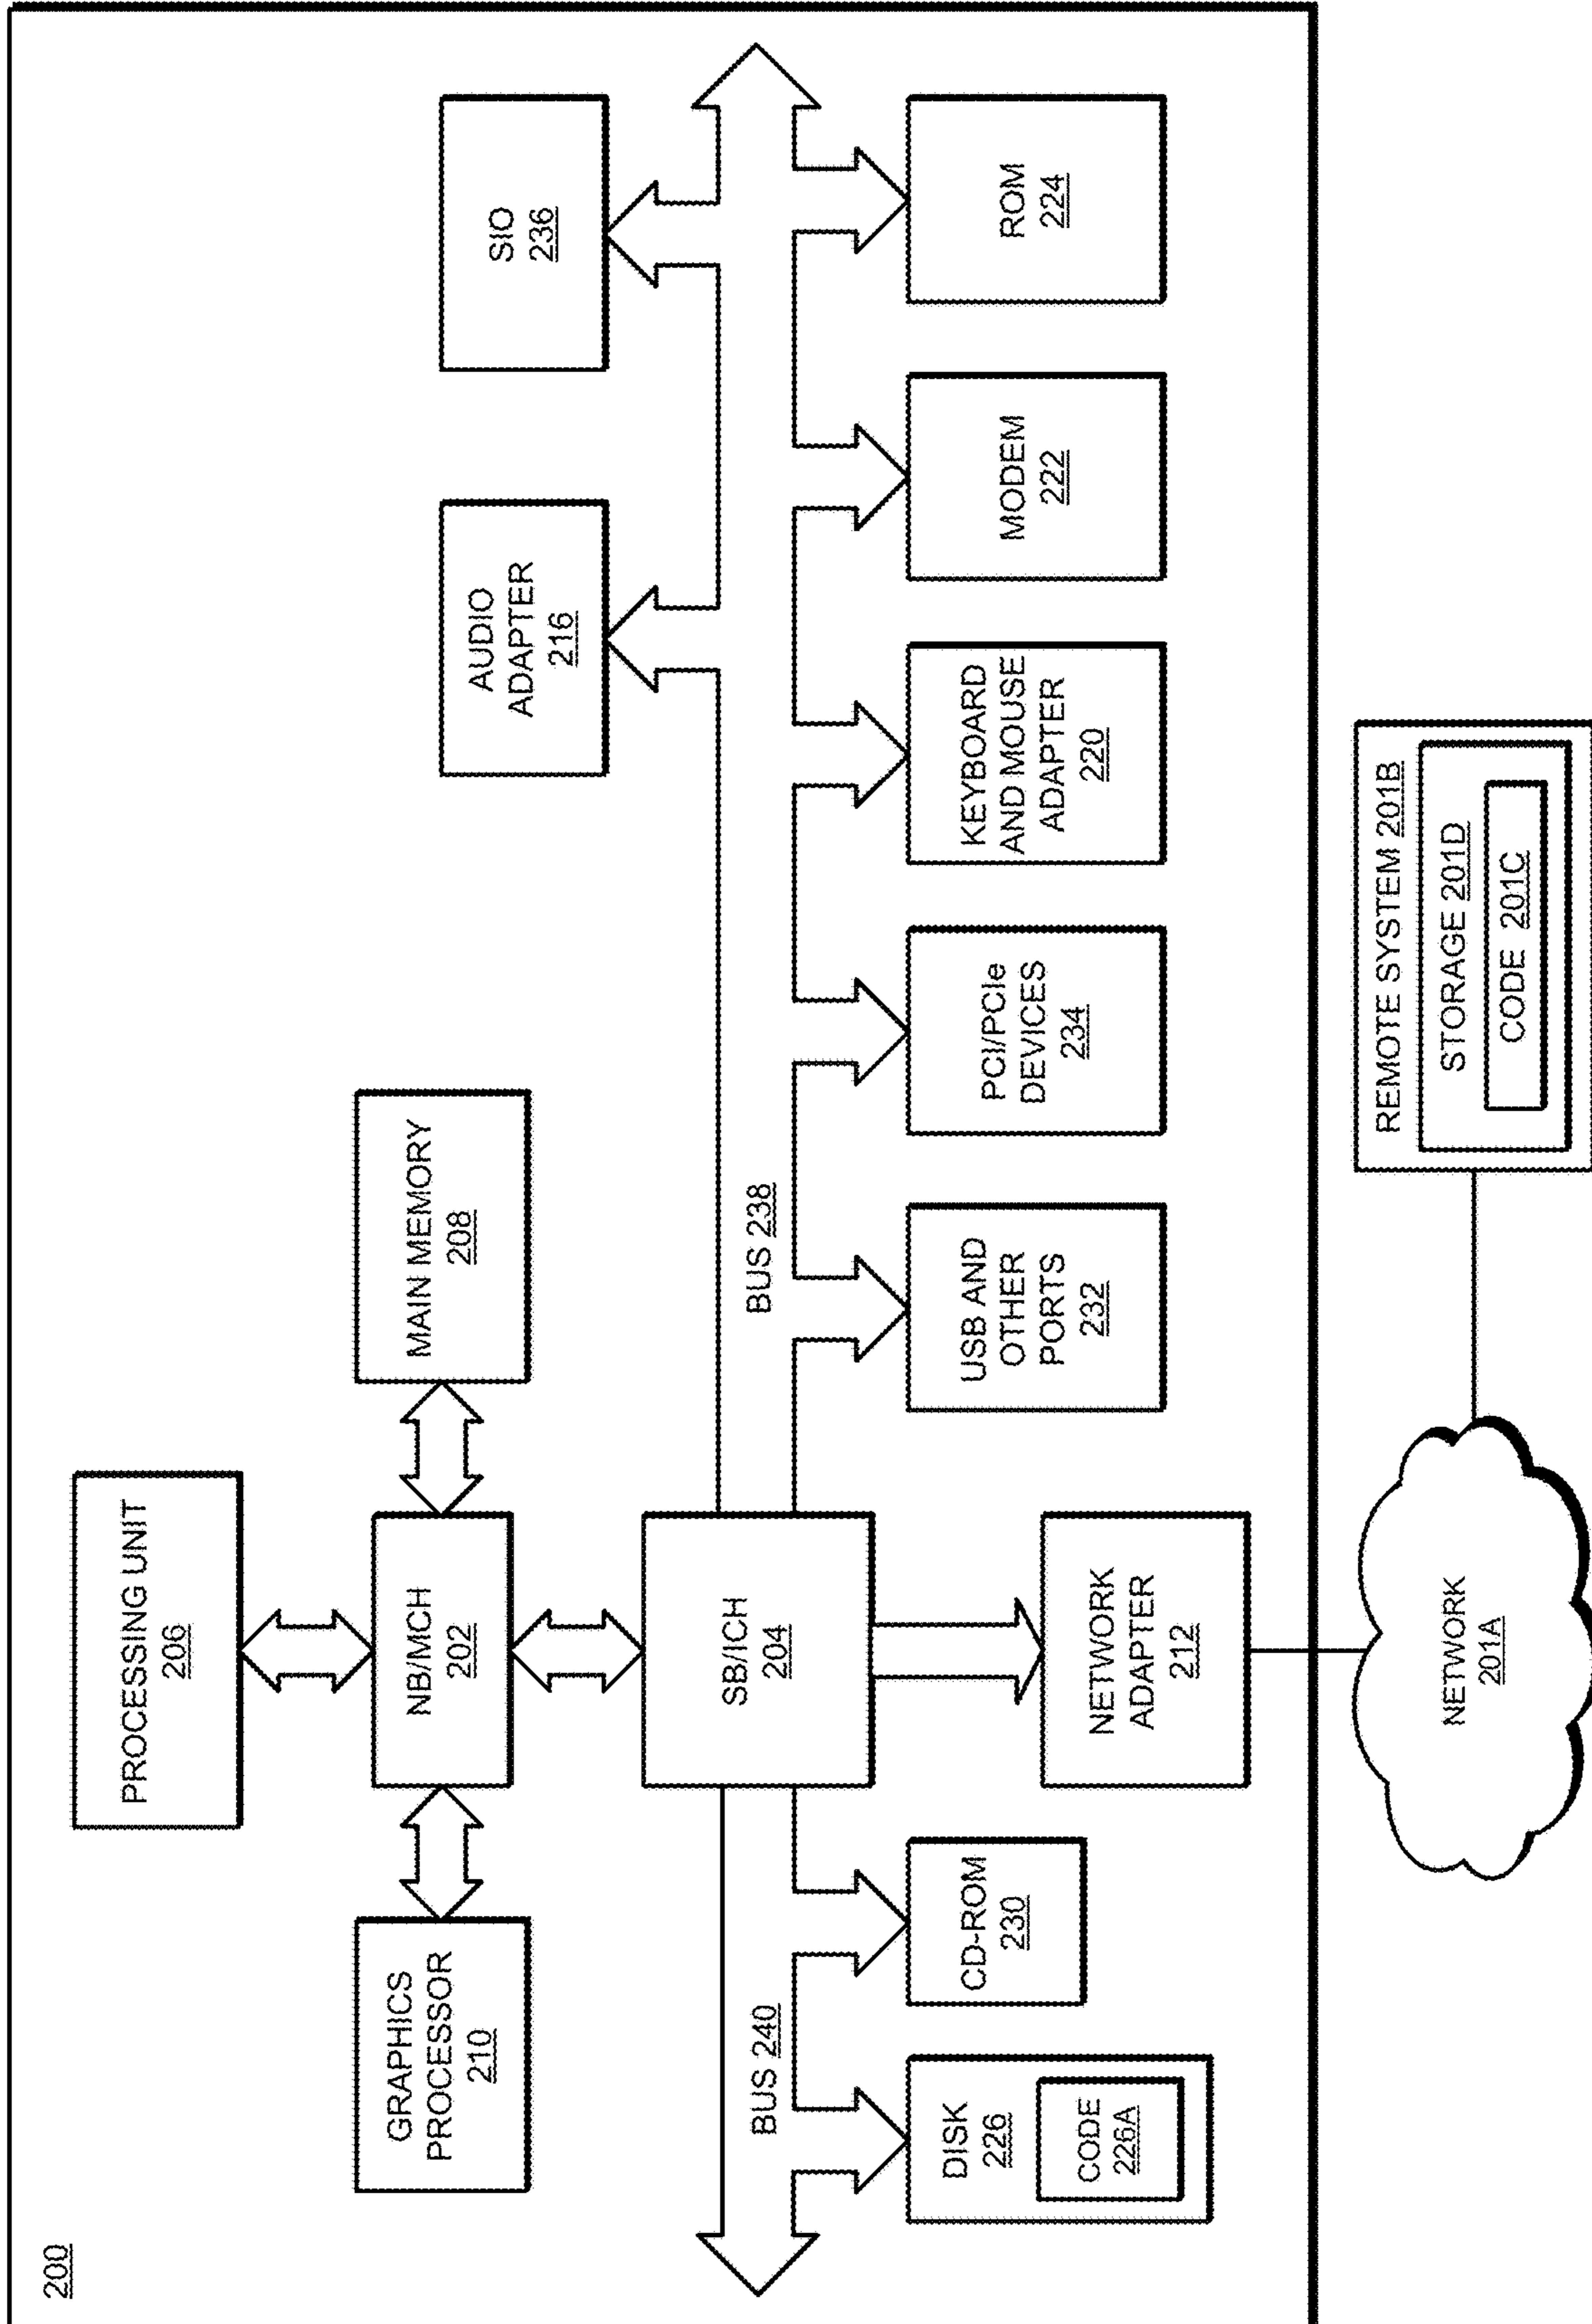 200
PROCESSING UNIT
206
GRAPHICS
PROCESSOR
210
NB/MCH
202
MAIN MEMORY
208
AUDIO
ADAPTER
216
SIO
236
SB/ICH
204
BUS 240
BUS 238
DISK
226
CODE
226A
CD-ROM
230
NETWORK
ADAPTER
212
USB AND
OTHER
PORTS
232
PCI/PCIe
DEVICES
234
KEYBOARD
AND MOUSE
ADAPTER
220
MODEM
222
ROM
224
NETWORK
201A
REMOTE SYSTEM 201B
STORAGE 201D
CODE 201C